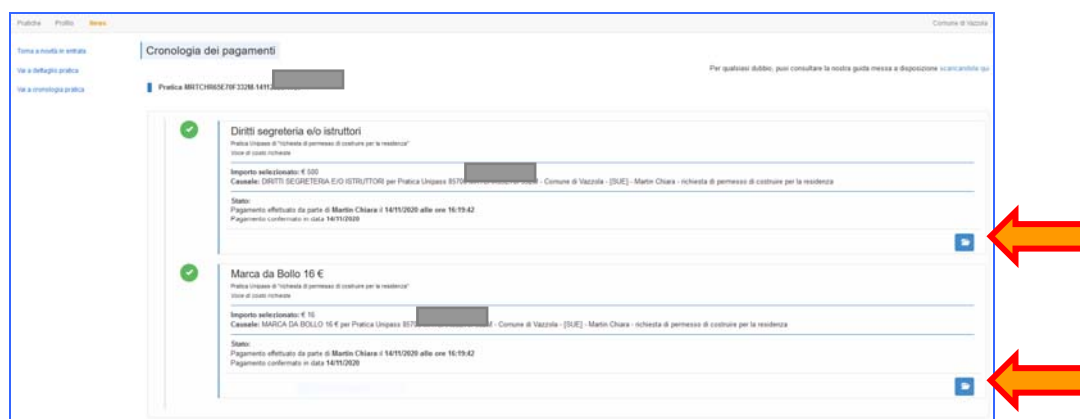 Pratiche Profilo News Comune di Vazzola
Torna a novità in entrata
Vai a dettaglio pratica
Vai a cronologia pratica
Cronologia dei pagamenti
Per qualsiasi dubbio, puoi consultare la nostra guida messa a disposizione scaricandola qui
Pratica
Diritti segreteria e/o istruttori
Pratica Unipass di "richiesta di permesso di costruire per la residenza"
Voce di costo richiesta
Importo selezionato: € 500
Causale: DIRITTI SEGRETERIA E/O ISTRUTTORI per Pratica Unipass - Comune di Vazzola - [SUE] - Martin Chiara - richiesta di permesso di costruire per la residenza
Stato:
Pagamento effettuato da parte di Martin Chiara il 14/11/2020 alle ore 16:19:42
Pagamento confermato in data 14/11/2020
Marca da Bollo 16 €
Pratica Unipass di "richiesta di permesso di costruire per la residenza"
Voce di costo richiesta
Importo selezionato: € 16
Causale: MARCA DA BOLLO 16 € per Pratica Unipass - Comune di Vazzola - [SUE] - Martin Chiara - richiesta di permesso di costruire per la residenza
Stato:
Pagamento effettuato da parte di Martin Chiara il 14/11/2020 alle ore 16:19:42
Pagamento confermato in data 14/11/2020